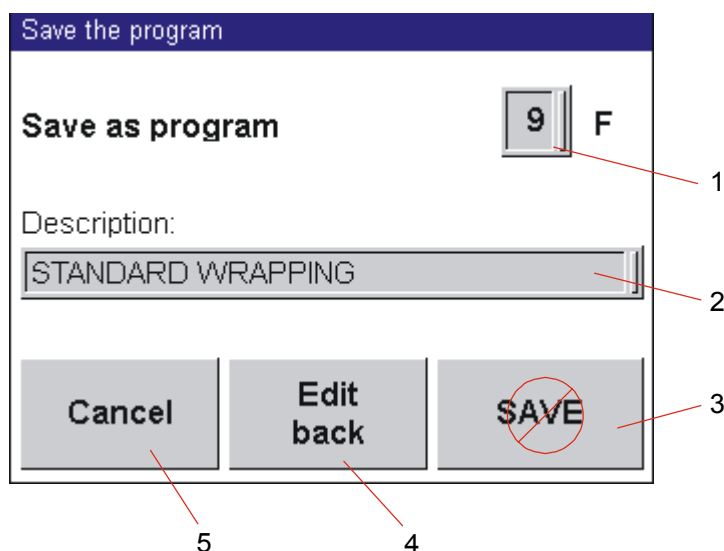 Save the program
Save as program 9 F
1
Description:
STANDARD WRAPPING
2
Cancel Edit back SAVE
3
5 4